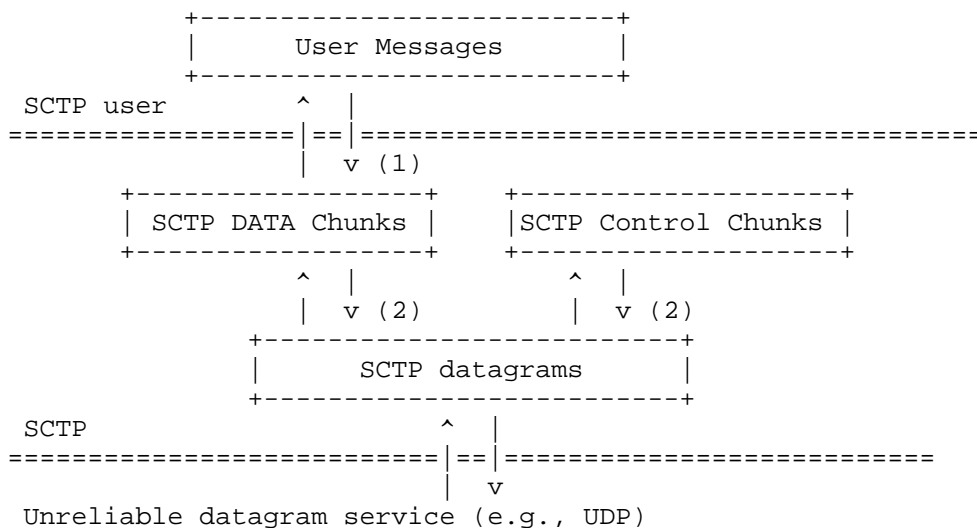 +--------------------------+
               |      User Messages       |
               +--------------------------+
 SCTP user            ^  |
==================|==|=======================================
                  |  v (1)
       +------------------+    +--------------------+
       | SCTP DATA Chunks |    |SCTP Control Chunks |
       +------------------+    +--------------------+
                  ^  |             ^  |
                  |  v (2)         |  v (2)
               +--------------------------+
               |      SCTP datagrams      |
               +--------------------------+
 SCTP                      ^  |
===========================|==|===========================
                           |  v
 Unreliable datagram service (e.g., UDP)